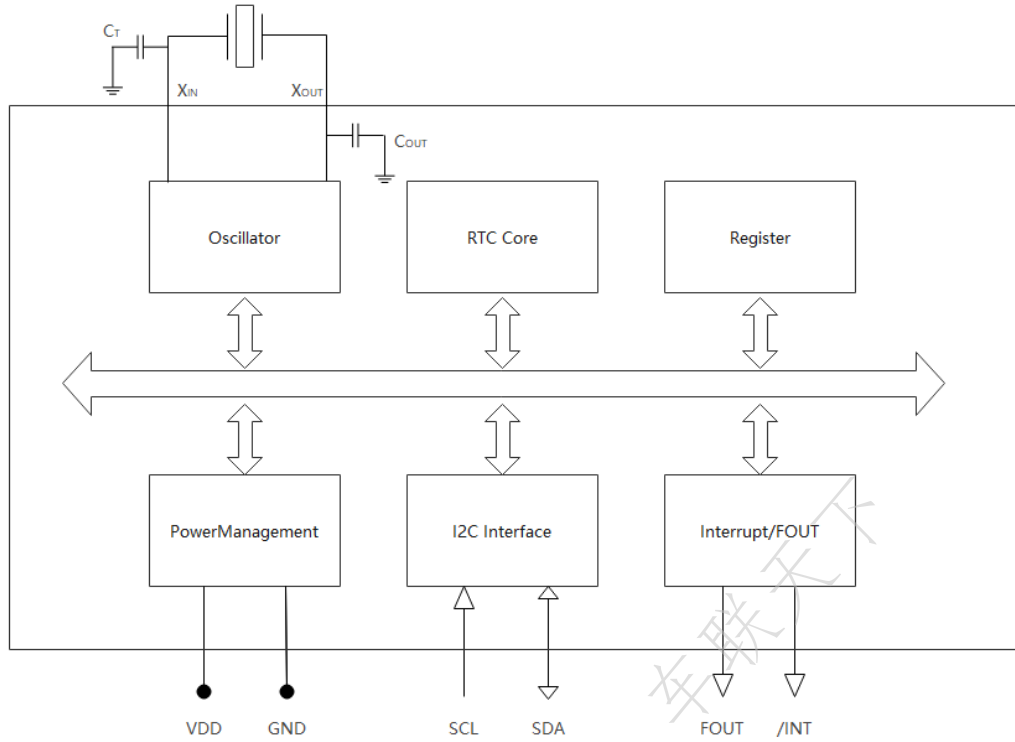 CT
XIN
XOUT
COUT
Oscillator
RTC Core
Register
PowerManagement
I2C Interface
Interrupt/FOUT
VDD
GND
SCL
SDA
FOUT
/INT
车联天下